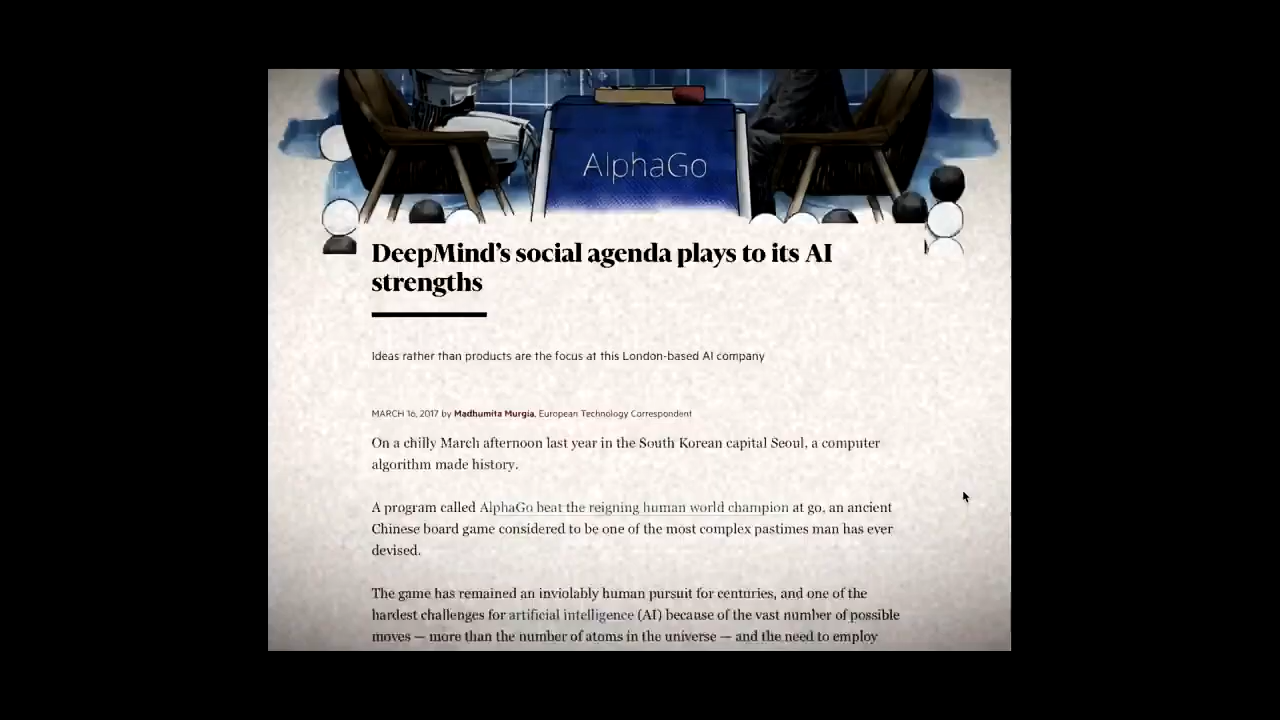 AlphaGo
DeepMind's social agenda plays to its AI
strengths
Ideas rather than products are the focus at this London-based AI company
MARCH 16, 2017 by Madhumita Murgia, European Technology Correspondent
On a chilly March afternoon last year in the South Korean capital Seoul, a computer
algorithm made history.
A program called AlphaGo beat the reigning human world champion at go, an ancient
Chinese board game considered to be one of the most complex pastimes man has ever
devised.
The game has remained an inviolably human pursuit for centuries, and one of the
hardest challenges for artificial intelligence (AI) because of the vast number of possible
moves — more than the number of atoms in the universe — and the need to employ